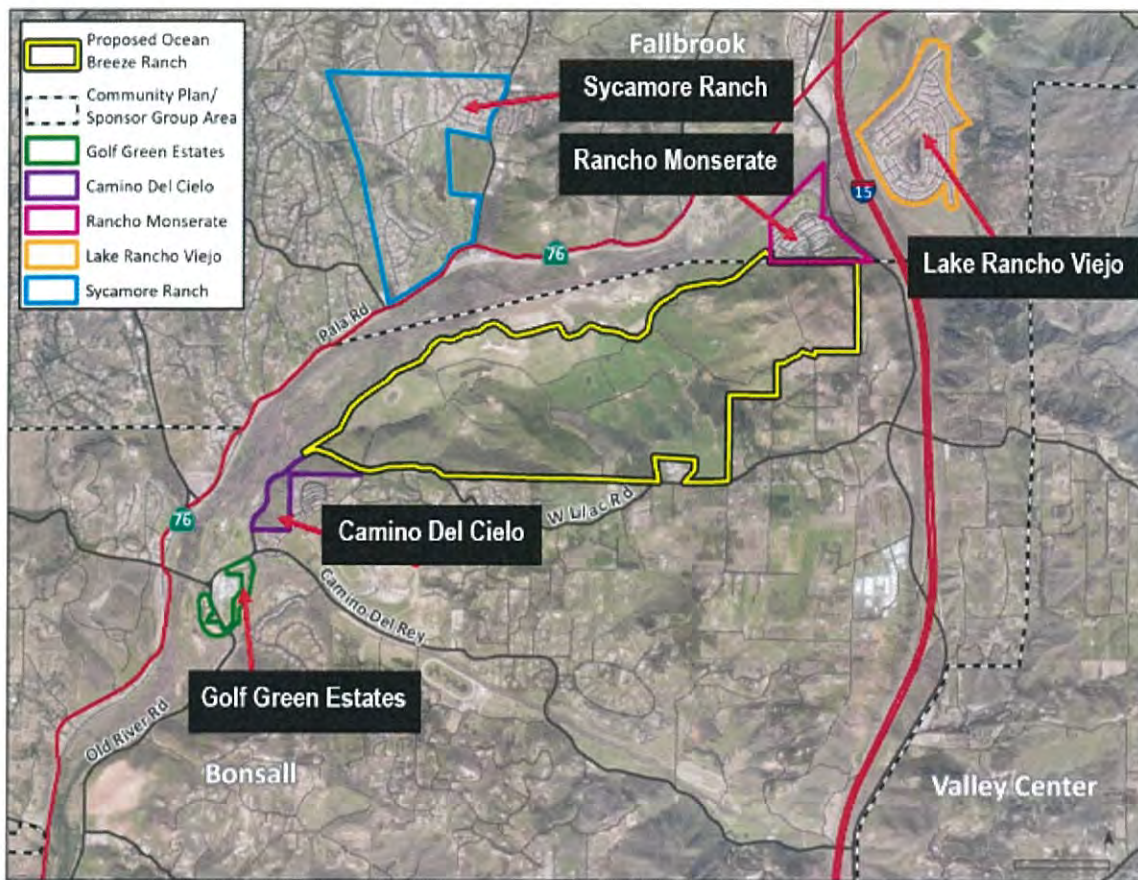 Proposed Ocean
Breeze Ranch
Community Plan/
Sponsor Group Area
Golf Green Estates
Camino Del Cielo
Rancho Monserate
Lake Rancho Viejo
Sycamore Ranch
Fallbrook
Sycamore Ranch
Rancho Monserate
15
76
Lake Rancho Viejo
Pala Rd
76
W Lilac Rd
Camino Del Cielo
Camino Del Rey
Golf Green Estates
Old River Rd
Bonsall
Valley Center